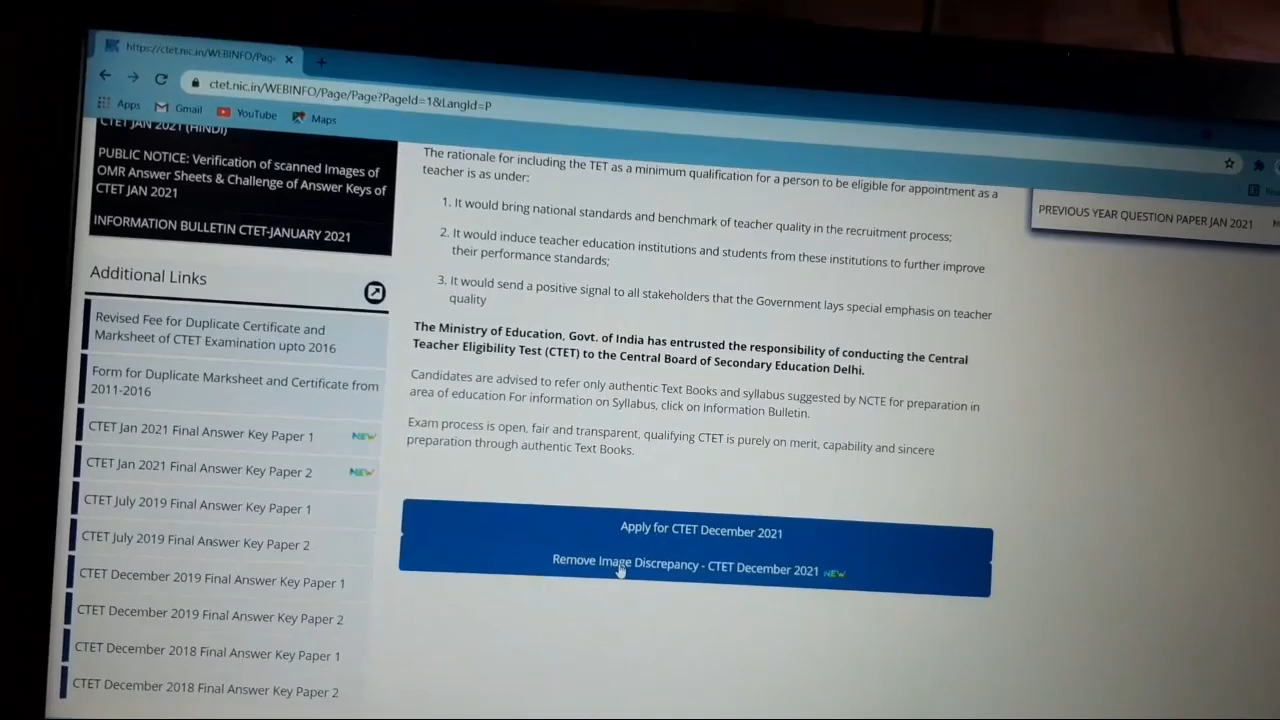 https://ctet.nic.in/WEBINFO/Page
ctet.nic.in/WEBINFO/Page/Page?PageId=1&LangId=P
Apps
Gmail
YouTube
Maps
CTET JAN 2021 (HINDI)
PUBLIC NOTICE: Verification of scanned Images of
OMR Answer Sheets & Challenge of Answer Keys of
CTET JAN 2021
INFORMATION BULLETIN CTET-JANUARY 2021
Additional Links
Revised Fee for Duplicate Certificate and
Marksheet of CTET Examination upto 2016
Form for Duplicate Marksheet and Certificate from
2011-2016
CTET Jan 2021 Final Answer Key Paper 1 NEW
CTET Jan 2021 Final Answer Key Paper 2 NEW
CTET July 2019 Final Answer Key Paper 1
CTET July 2019 Final Answer Key Paper 2
CTET December 2019 Final Answer Key Paper 1
CTET December 2019 Final Answer Key Paper 2
CTET December 2018 Final Answer Key Paper 1
CTET December 2018 Final Answer Key Paper 2
The rationale for including the TET as a minimum qualification for a person to be eligible for appointment as a
teacher is as under:
1. It would bring national standards and benchmark of teacher quality in the recruitment process;
2. It would induce teacher education institutions and students from these institutions to further improve
their performance standards;
3. It would send a positive signal to all stakeholders that the Government lays special emphasis on teacher
quality
The Ministry of Education, Govt. of India has entrusted the responsibility of conducting the Central
Teacher Eligibility Test (CTET) to the Central Board of Secondary Education Delhi.
Candidates are advised to refer only authentic Text Books and syllabus suggested by NCTE for preparation in
area of education For information on Syllabus, click on Information Bulletin.
Exam process is open, fair and transparent, qualifying CTET is purely on merit, capability and sincere
preparation through authentic Text Books.
Apply for CTET December 2021
Remove Image Discrepancy - CTET December 2021 NEW
PREVIOUS YEAR QUESTION PAPER JAN 2021